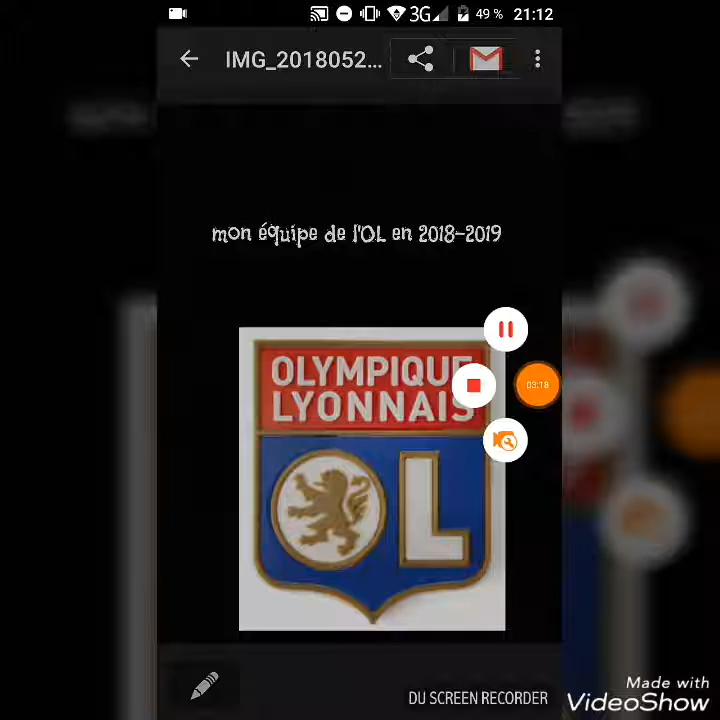 3G 49 % 21:12
IMG_2018052...
mon équipe de l'OL en 2018-2019
OLYMPIQUE
LYONNAIS
03:18
OL
DU SCREEN RECORDER
Made with
VideoShow